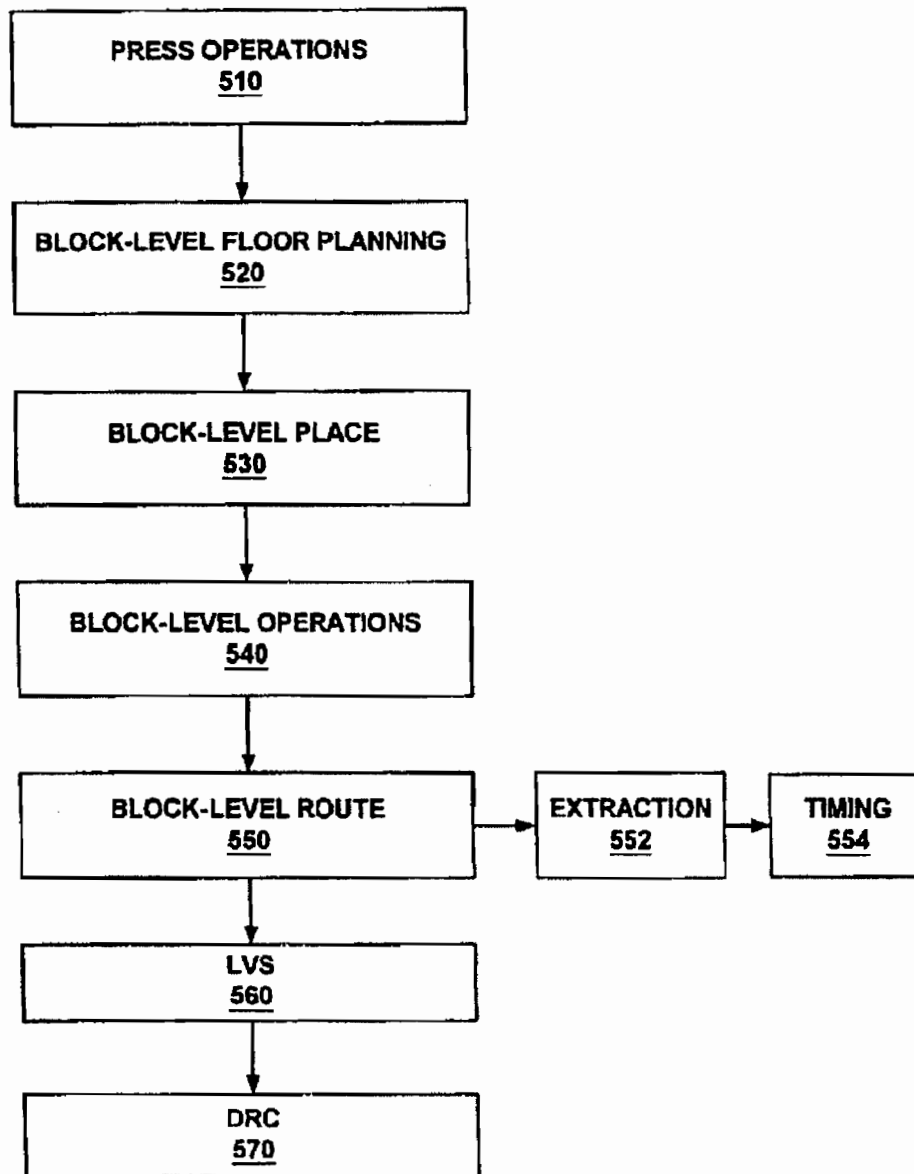 PRESS OPERATIONS
510
BLOCK-LEVEL FLOOR PLANNING
520
BLOCK-LEVEL PLACE
530
BLOCK-LEVEL OPERATIONS
540
BLOCK-LEVEL ROUTE
550
EXTRACTION
552
TIMING
554
LVS
560
DRC
570